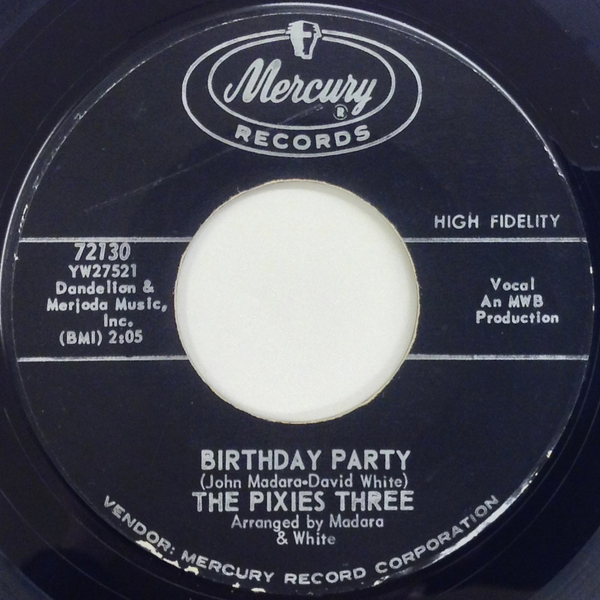 Mercury
®
RECORDS
HIGH FIDELITY
72130
YW27521
Dandelion &
Merjoda Music,
Inc.
(BMI) 2:05
Vocal
An MWB
Production
BIRTHDAY PARTY
(John Madara-David White)
THE PIXIES THREE
Arranged by Madara
& White
VENDOR: MERCURY RECORD CORPORATION